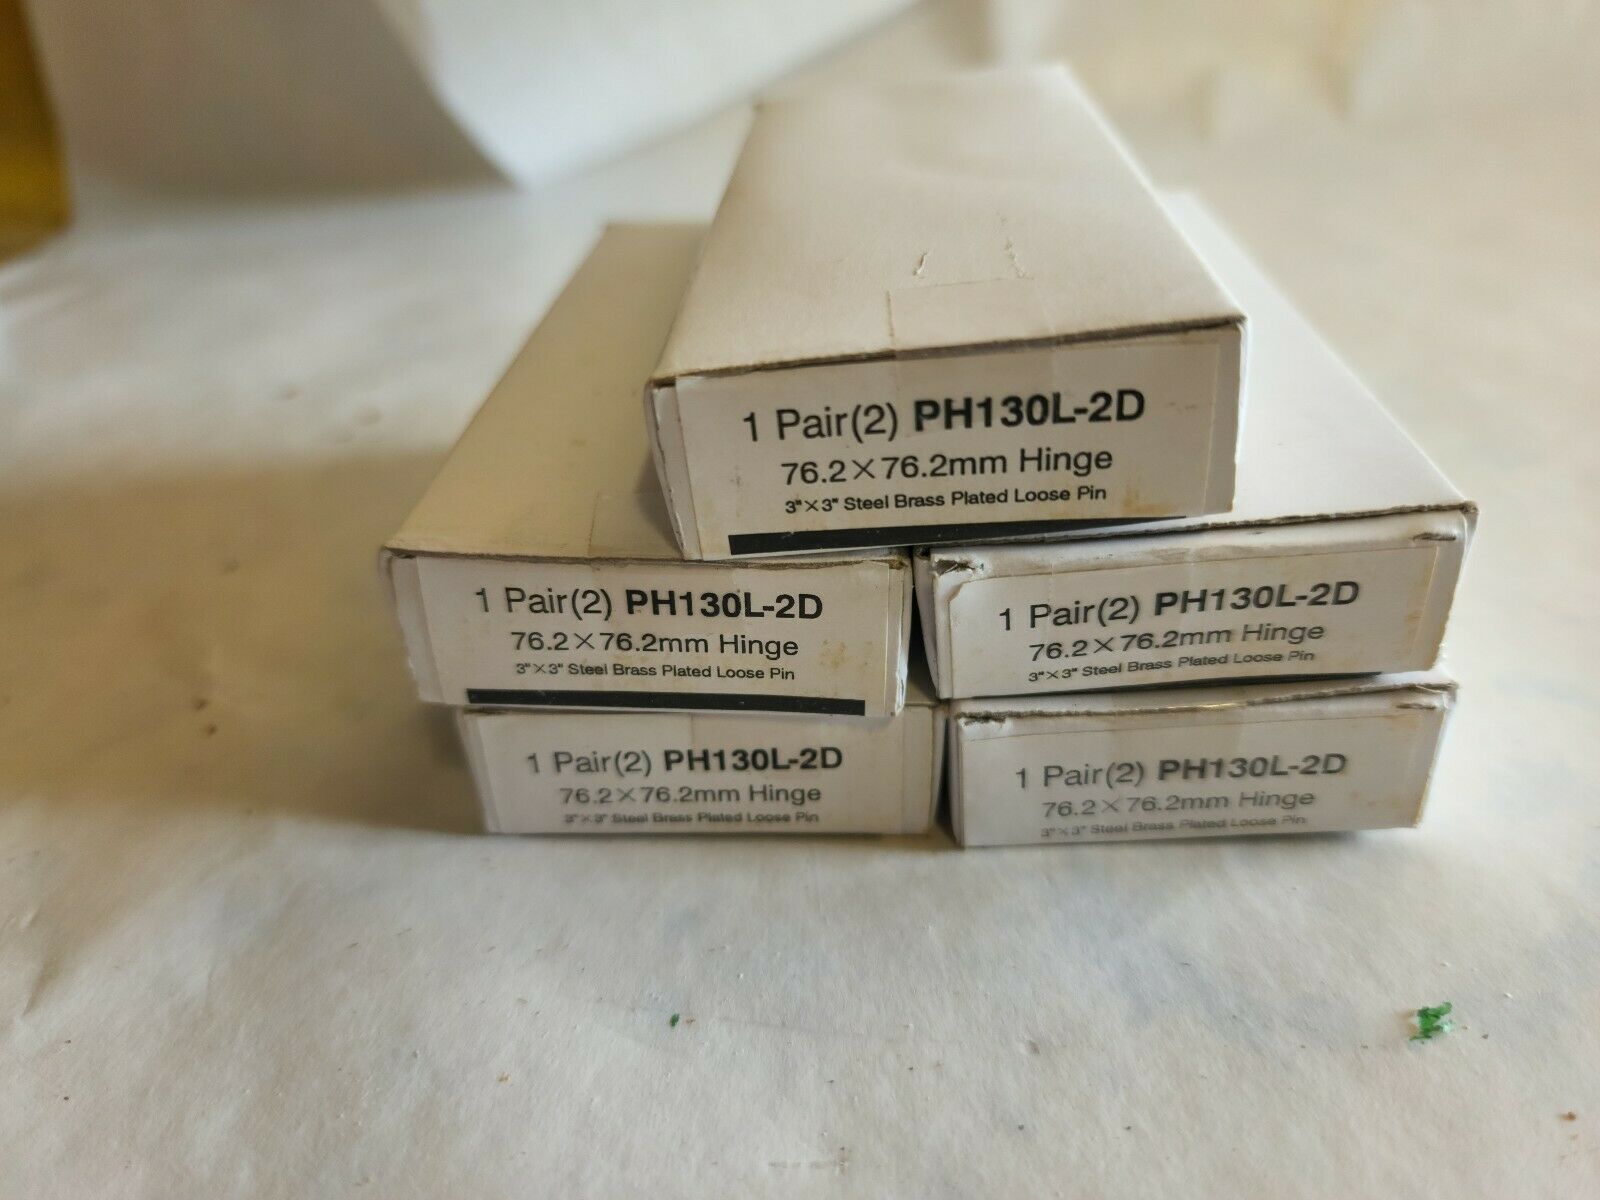 1 Pair(2) PH130L-2D
76.2×76.2mm Hinge
3"×3" Steel Brass Plated Loose Pin
1 Pair(2) PH130L-2D
76.2×76.2mm Hinge
3"×3" Steel Brass Plated Loose Pin
1 Pair(2) PH130L-2D
76.2×76.2mm Hinge
3"×3" Steel Brass Plated Loose Pin
1 Pair(2) PH130L-2D
76.2×76.2mm Hinge
3"×3" Steel Brass Plated Loose Pin
1 Pair(2) PH130L-2D
76.2×76.2mm Hinge
3"×3" Steel Brass Plated Loose Pin